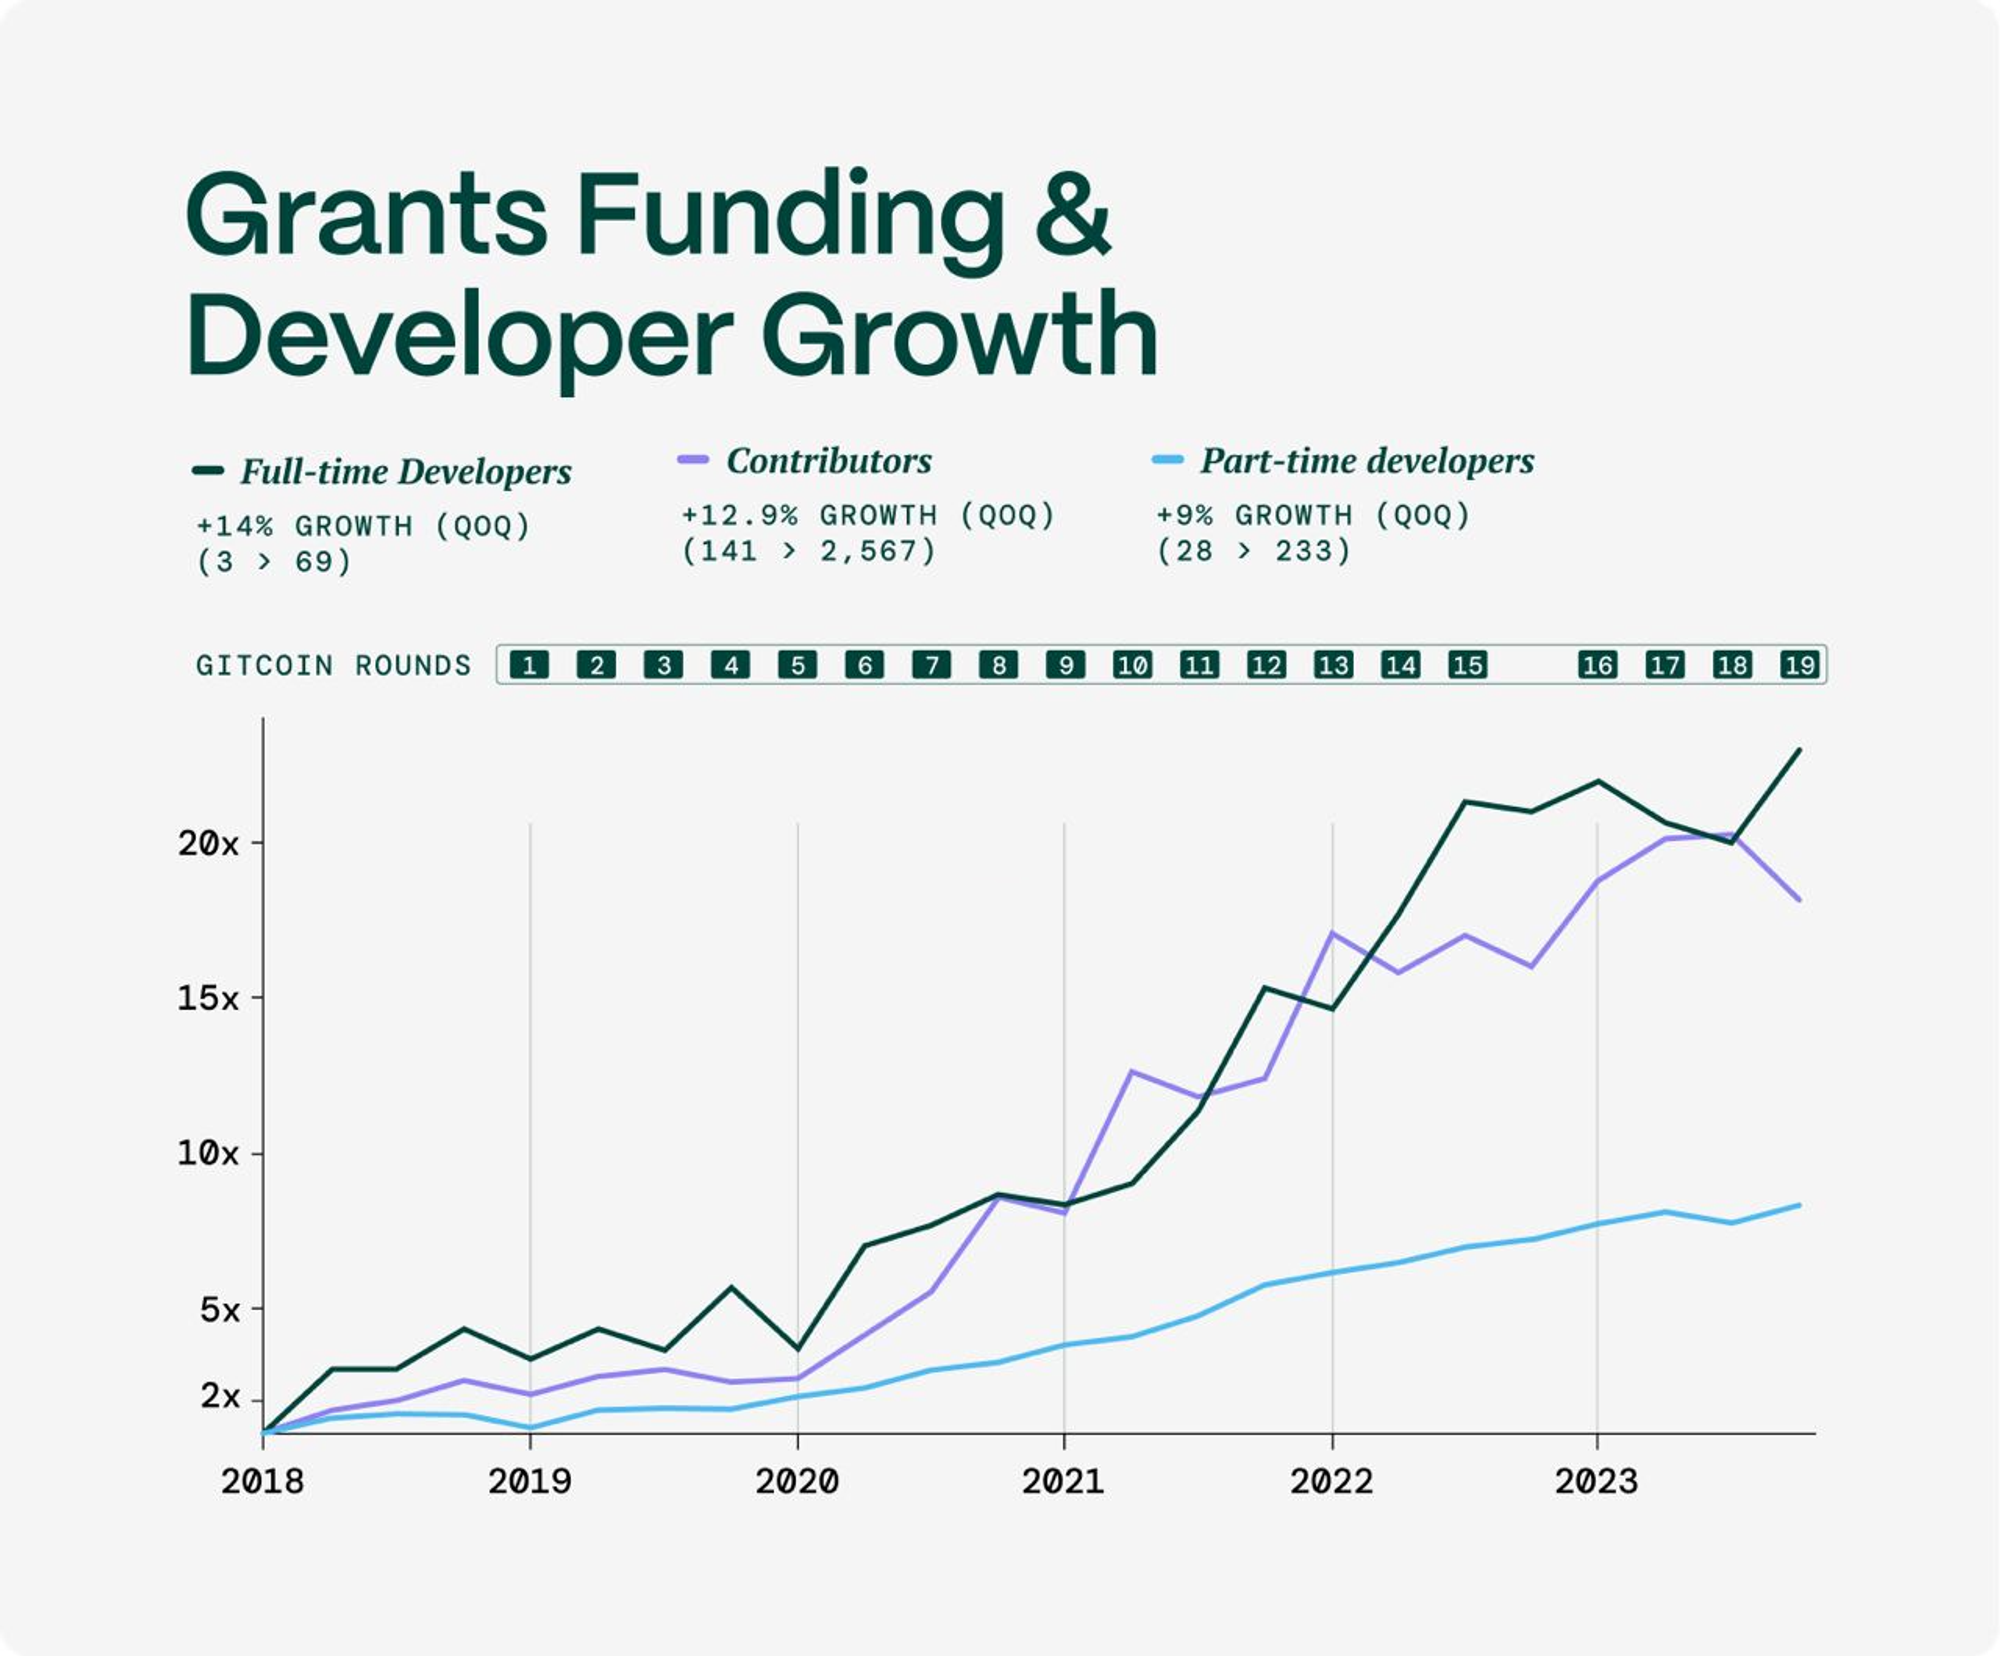 Grants Funding &
Developer Growth
Full-time Developers
+14% GROWTH (QOQ)
(3 > 69)
Contributors
+12.9% GROWTH (QOQ)
(141 > 2,567)
Part-time developers
+9% GROWTH (QOQ)
(28 > 233)
GITCOIN ROUNDS 1 2 3 4 5 6 7 8 9 10 11 12 13 14 15 16 17 18 19
20x
15x
10x
5x
2x
2018 2019 2020 2021 2022 2023